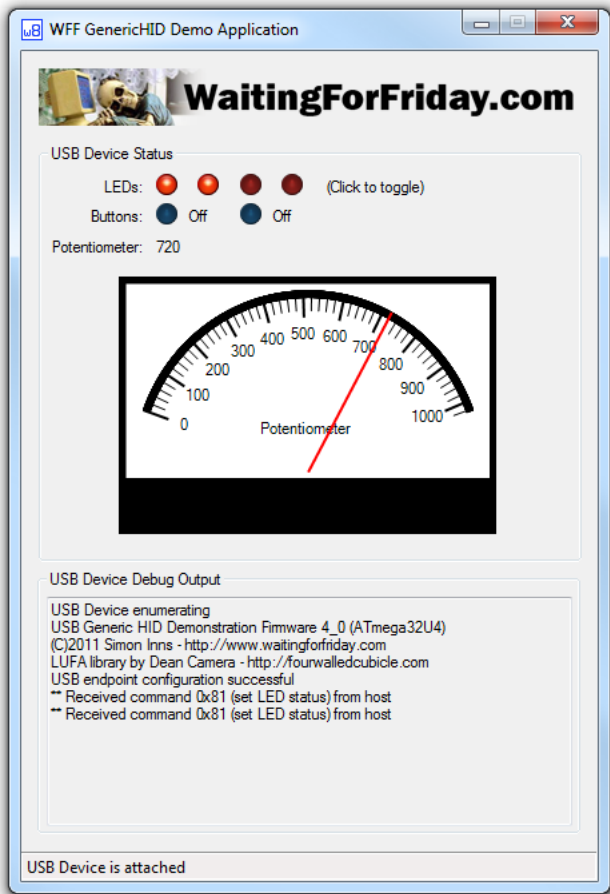 WFF GenericHID Demo Application
WaitingForFriday.com
USB Device Status
LEDs: (Click to toggle)
Buttons: Off Off
Potentiometer: 720
0 100 200 300 400 500 600 700 800 900 1000
Potentiometer
USB Device Debug Output
USB Device enumerating
USB Generic HID Demonstration Firmware 4_0 (ATmega32U4)
(C)2011 Simon Inns - http://www.waitingforfriday.com
LUFA library by Dean Camera - http://fourwalledcubicle.com
USB endpoint configuration successful
** Received command 0x81 (set LED status) from host
** Received command 0x81 (set LED status) from host
USB Device is attached